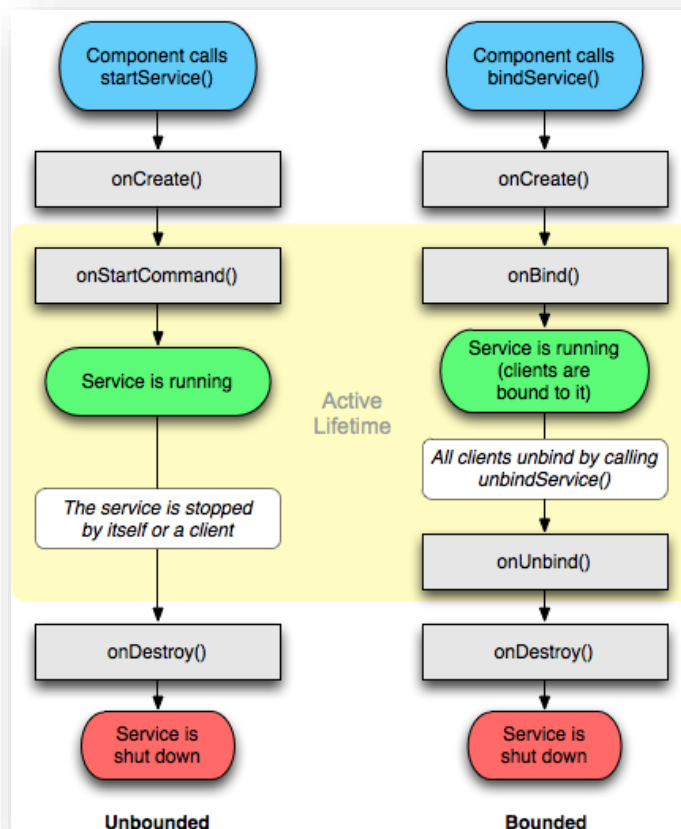 Component calls
startService()
onCreate()
onStartCommand()
Service is running
The service is stopped
by itself or a client
onDestroy()
Service is
shut down
Unbounded
Active
Lifetime
Component calls
bindService()
onCreate()
onBind()
Service is running
(clients are
bound to it)
All clients unbind by calling
unbindService()
onUnbind()
onDestroy()
Service is
shut down
Bounded